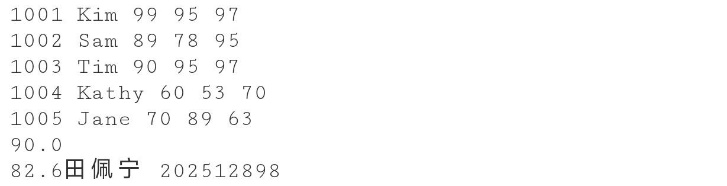 1001 Kim 99 95 97
1002 Sam 89 78 95
1003 Tim 90 95 97
1004 Kathy 60 53 70
1005 Jane 70 89 63
90.0
82.6田佩宁 202512898